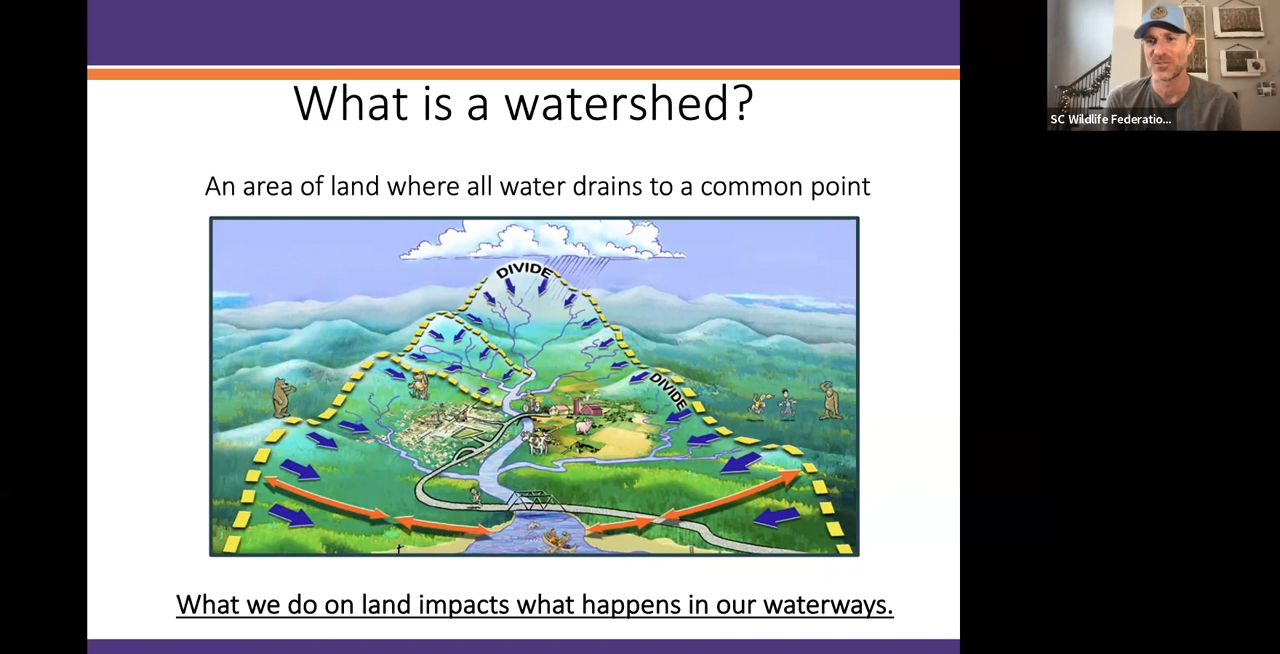 What is a watershed?
An area of land where all water drains to a common point
DIVIDE
DIVIDE
What we do on land impacts what happens in our waterways.
SC Wildlife Federatio...